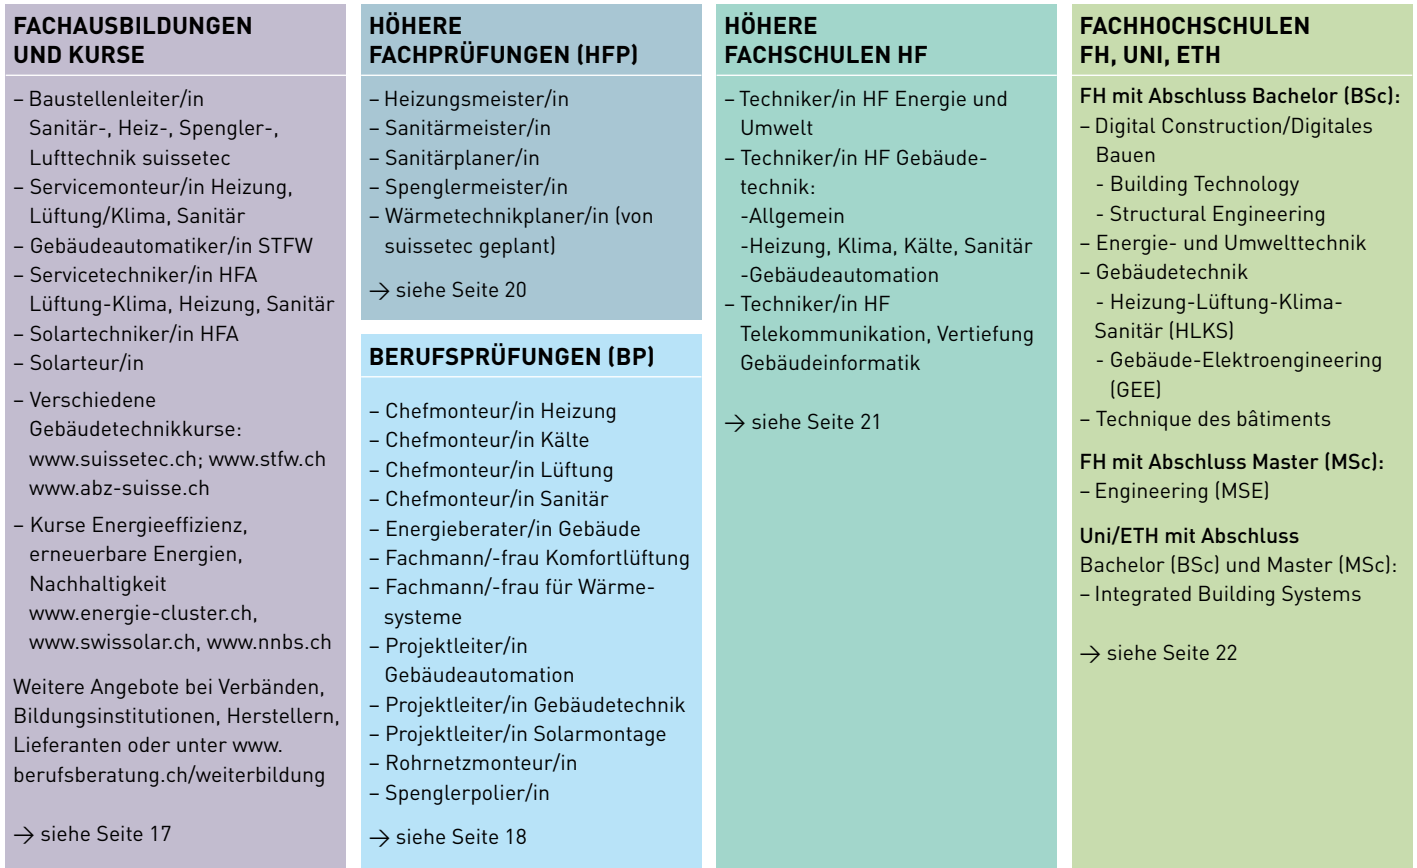 FACHAUSBILDUNGEN
UND KURSE
– Baustellenleiter/in
Sanitär-, Heiz-, Spengler-,
Lufttechnik suissetec
– Servicemonteur/in Heizung,
Lüftung/Klima, Sanitär
– Gebäudeautomatiker/in STFW
– Servicetechniker/in HFA
Lüftung-Klima, Heizung, Sanitär
– Solartechniker/in HFA
– Solarteur/in
– Verschiedene
Gebäudetechnikkurse:
www.suissetec.ch; www.stfw.ch
www.abz-suisse.ch
– Kurse Energieeffizienz,
erneuerbare Energien,
Nachhaltigkeit
www.energie-cluster.ch,
www.swissolar.ch, www.nnbs.ch
Weitere Angebote bei Verbänden,
Bildungsinstitutionen, Herstellern,
Lieferanten oder unter www.
berufsberatung.ch/weiterbildung
→ siehe Seite 17
HÖHERE
FACHPRÜFUNGEN (HFP)
– Heizungsmeister/in
– Sanitärmeister/in
– Sanitärplaner/in
– Spenglermeister/in
– Wärmetechnikplaner/in (von
suissetec geplant)
→ siehe Seite 20
BERUFSPRÜFUNGEN (BP)
– Chefmonteur/in Heizung
– Chefmonteur/in Kälte
– Chefmonteur/in Lüftung
– Chefmonteur/in Sanitär
– Energieberater/in Gebäude
– Fachmann/-frau Komfortlüftung
– Fachmann/-frau für Wärme-
systeme
– Projektleiter/in
Gebäudeautomation
– Projektleiter/in Gebäudetechnik
– Projektleiter/in Solarmontage
– Rohrnetzmonteur/in
– Spenglerpolier/in
→ siehe Seite 18
HÖHERE
FACHSCHULEN HF
– Techniker/in HF Energie und
Umwelt
– Techniker/in HF Gebäude-
technik:
-Allgemein
-Heizung, Klima, Kälte, Sanitär
-Gebäudeautomation
– Techniker/in HF
Telekommunikation, Vertiefung
Gebäudeinformatik
→ siehe Seite 21
FACHHOCHSCHULEN
FH, UNI, ETH
FH mit Abschluss Bachelor (BSc):
– Digital Construction/Digitales
Bauen
- Building Technology
- Structural Engineering
– Energie- und Umwelttechnik
– Gebäudetechnik
- Heizung-Lüftung-Klima-
Sanitär (HLKS)
- Gebäude-Elektroengineering
(GEE)
– Technique des bâtiments
FH mit Abschluss Master (MSc):
– Engineering (MSE)
Uni/ETH mit Abschluss
Bachelor (BSc) und Master (MSc):
– Integrated Building Systems
→ siehe Seite 22